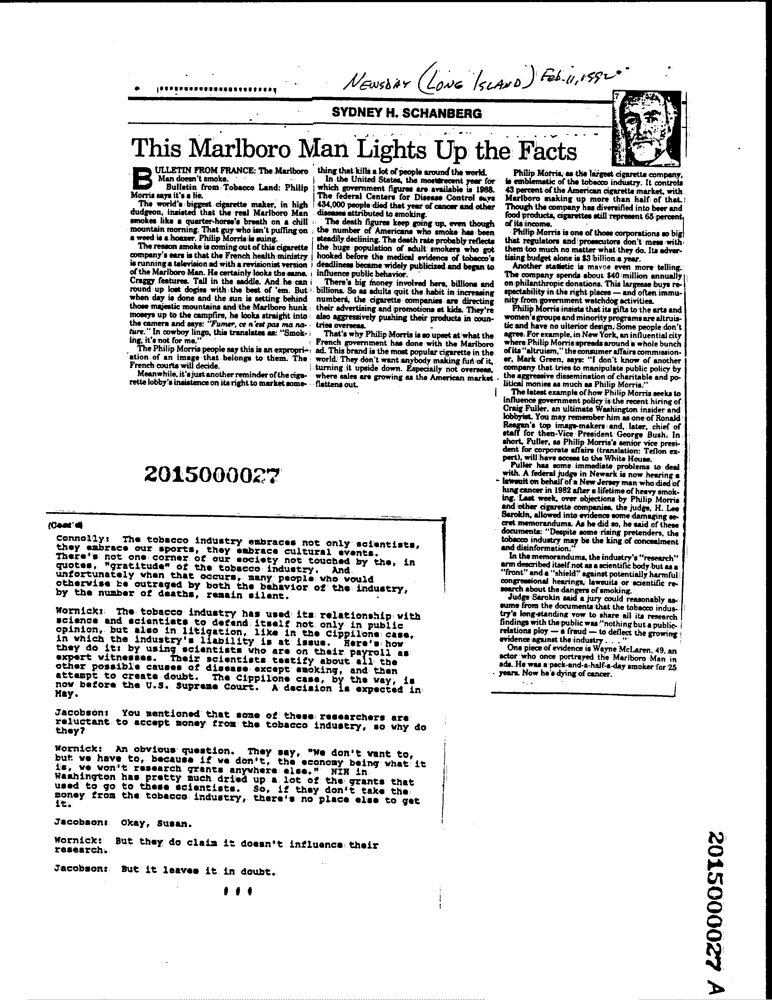 NEWSDAY (LONG ISLAND) Feb. 11, 1992
SYDNEY H. SCHANBERG
This Marlboro Man Lights Up the Facts
BULLETIN FROM FRANCE: The Marlboro
Man doesn't smoke.
Bulletin from Tobacco Land: Philip
Morris says it's a lie.
The world's biggest cigarette maker, in high
dudgeon, insisted that the real Marlboro Man
smokes like a quarter-horse's breath on a chill
mountain morning. That guy who isn't puffing on
a weed is a hoaxer. Philip Morris is suing.
The reason smoke is coming out of this cigarette
company's ears is that the French health ministry
is running a television ad with a revisionist version
of the Marlboro Man. He certainly looks the same.
Craggy features. Tall in the saddle. And he can
round up lost dogies with the best of 'em. But
when day is done and the sun is setting behind
those majestic mountains and the Marlboro hunk
moseys up to the campfire, he looks straight into
the camera and says: "Fumer, ce n'est pas ma na-
ture." In cowboy lingo, this translates as: "Smok-
ing, it's not for me."
The Philip Morris people say this is an expropri-
ation of an image that belongs to them. The
French courts will decide.
Meanwhile, it's just another reminder of the ciga-
rette lobby's insistence on its right to market some-
thing that kills a lot of people around the world.
In the United States, the most recent year for
which government figures are available is 1988.
The federal Centers for Disease Control says
434,000 people died that year of cancer and other
diseases attributed to smoking.
The death figures keep going up, even though
the number of Americans who smoke has been
steadily declining. The death rate probably reflects
the huge population of adult smokers who got
hooked before the medical evidence of tobacco's
deadliness became widely publicized and began to
influence public behavior.
There's big money involved here, billions and
billions. So as adults quit the habit in increasing
numbers, the cigarette companies are directing
their advertising and promotions at kids. They're
also aggressively pushing their products in coun-
tries overseas.
That's why Philip Morris is so upset at what the
French government has done with the Marlboro
ad. This brand is the most popular cigarette in the
world. They don't want anybody making fun of it,
turning it upside down. Especially not overseas,
where sales are growing as the American market
flattens out.
Philip Morris, as the largest cigarette company,
is emblematic of the tobacco industry. It controls
43 percent of the American cigarette market, with
Marlboro making up more than half of that.
Though the company has diversified into beer and
food products, cigarettes still represent 65 percent
of its income.
Philip Morris is one of those corporations so big
that regulators and prosecutors don't mess with
them too much no matter what they do. Its adver-
tising budget alone is $3 billion a year.
Another statistic is maybe even more telling.
The company spends about $40 million annually
on philanthropic donations. This largesse buys re-
spectability in the right places — and often immu-
nity from government watchdog activities.
Philip Morris insists that its gifts to the arts and
women's groups and minority programs are altruis-
tic and have no ulterior design. Some people don't
agree. For example, in New York, an influential city
where Philip Morris spreads around a whole bunch
of its "altruism," the consumer affairs commission-
er, Mark Green, says: "I don't know of another
company that tries to manipulate public policy by
the aggressive dissemination of charitable and po-
litical monies as much as Philip Morris."
The latest example of how Philip Morris seeks to
influence government policy is the recent hiring of
Craig Fuller, an ultimate Washington insider and
lobbyist. You may remember him as one of Ronald
Reagan's top image-makers and, later, chief of
staff for then-Vice President George Bush. In
short, Fuller, as Philip Morris's senior vice presi-
dent for corporate affairs (translation: Teflon ex-
pert), will have access to the White House.
Fuller has some immediate problems to deal
with. A federal judge in Newark is now hearing a
lawsuit on behalf of a New Jersey man who died of
lung cancer in 1982 after a lifetime of heavy smok-
ing. Last week, over objections by Philip Morris
and other cigarette companies, the judge, H. Lee
Sarokin, allowed into evidence some damaging se-
cret memorandums. As he did so, he said of these
documents: "Despite some rising pretenders, the
tobacco industry may be the king of concealment
and disinformation."
In the memorandums, the industry's "research"
arm described itself not as a scientific body but as a
"front" and a "shield" against potentially harmful
congressional hearings, lawsuits or scientific re-
search about the dangers of smoking.
Judge Sarokin said a jury could reasonably as-
sume from the documents that the tobacco indus-
try's long-standing vow to share all its research
findings with the public was "nothing but a public-
relations ploy — a fraud — to deflect the growing
evidence against the industry . . . ."
One piece of evidence is Wayne McLaren, 49, an
actor who once portrayed the Marlboro Man in
ads. He was a pack-and-a-half-a-day smoker for 25
years. Now he's dying of cancer.
2015000027
(Cont'd)
Connolly: The tobacco industry embraces not only scientists,
they embrace our sports, they embrace cultural events.
There's not one corner of our society not touched by the, in
quotes, "gratitude" of the tobacco industry. And
unfortunately when that occurs, many people who would
otherwise be outraged by both the behavior of the industry,
by the number of deaths, remain silent.
Wornick: The tobacco industry has used its relationship with
science and scientists to defend itself not only in public
opinion, but also in litigation, like in the Cippilone case,
in which the industry's liability is at issue. Here's how
they do it: by using scientists who are on their payroll as
expert witnesses. Their scientists testify about all the
other possible causes of disease except smoking, and then
attempt to create doubt. The Cippilone case, by the way, is
now before the U.S. Supreme Court. A decision is expected in
May.
Jacobson: You mentioned that some of these researchers are
reluctant to accept money from the tobacco industry, so why do
they?
Wornick: An obvious question. They say, "We don't want to,
but we have to, because if we don't, the economy being what it
is, we won't research grants anywhere else." NIH in
Washington has pretty much dried up a lot of the grants that
used to go to these scientists. So, if they don't take the
money from the tobacco industry, there's no place else to get
it.
Jacobson: Okay, Susan.
Wornick: But they do claim it doesn't influence their
research.
Jacobson: But it leaves it in doubt.
# # #
2015000027 A